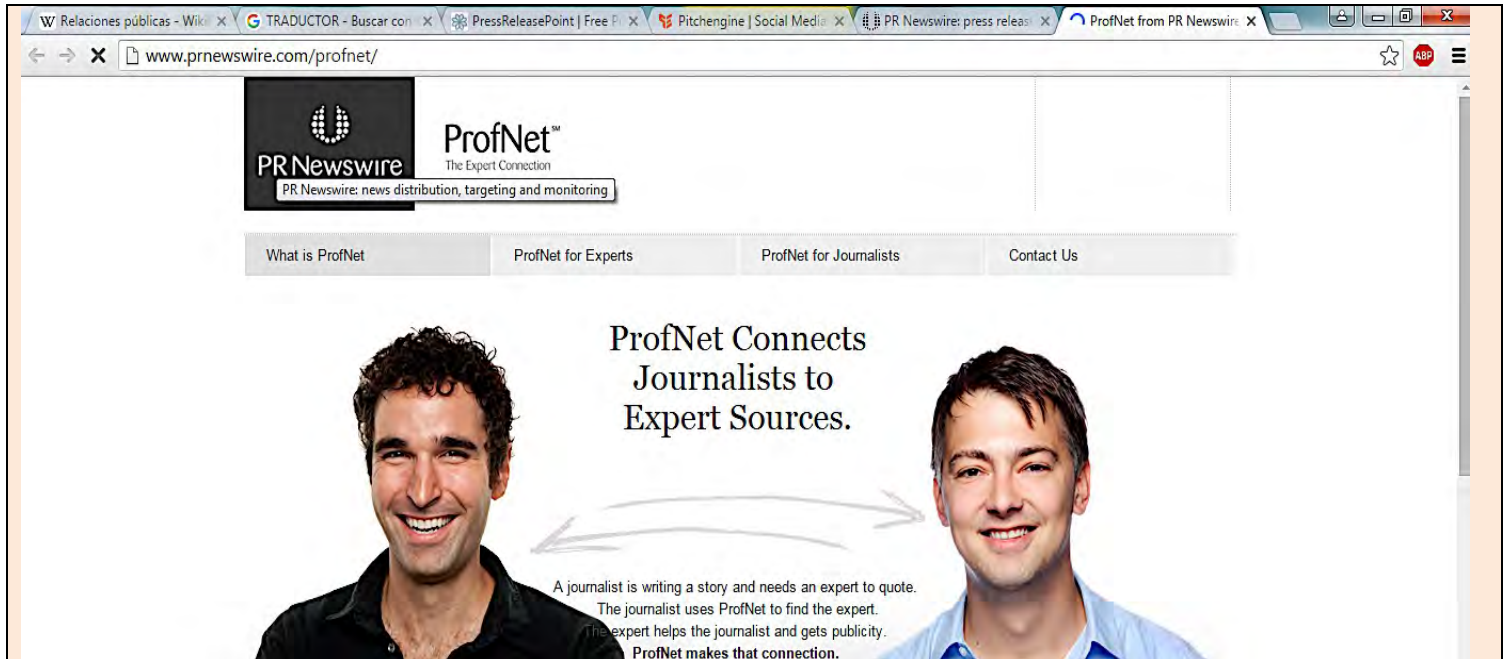 Relaciones públicas - Wiki
TRADUCTOR - Buscar con
PressReleasePoint | Free P
Pitchengine | Social Media
PR Newswire: press releas
ProfNet from PR Newswire
www.prnewswire.com/profnet/
ABP
PR Newswire
ProfNet℠
The Expert Connection
PR Newswire: news distribution, targeting and monitoring
What is ProfNet
ProfNet for Experts
ProfNet for Journalists
Contact Us
ProfNet Connects
Journalists to
Expert Sources.
A journalist is writing a story and needs an expert to quote.
The journalist uses ProfNet to find the expert.
The expert helps the journalist and gets publicity.
ProfNet makes that connection.